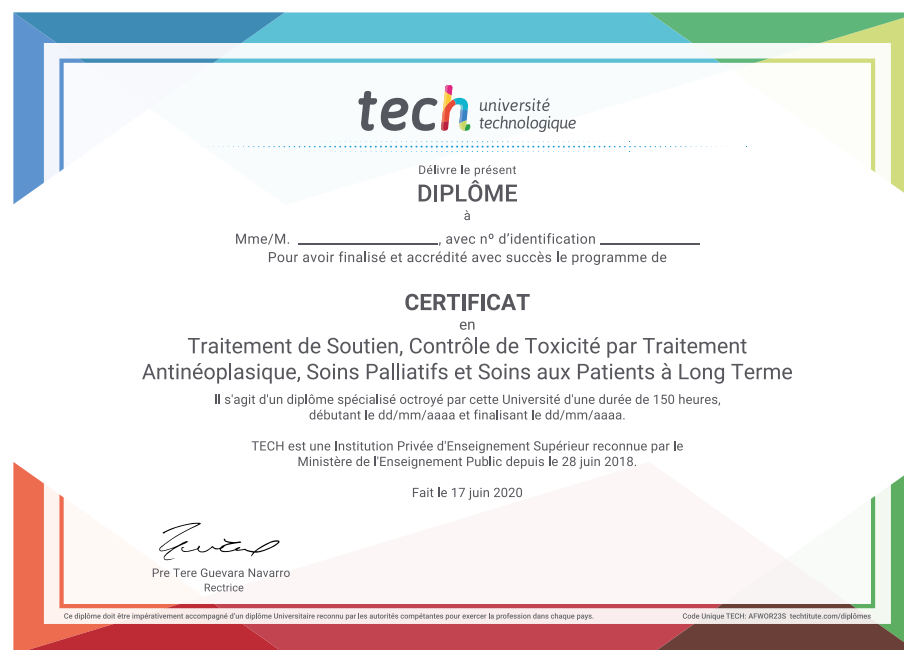 tech université
technologique
Délivre le présent
DIPLÔME
à
Mme/M. ____________, avec nº d'identification ____________
Pour avoir finalisé et accrédité avec succès le programme de
CERTIFICAT
en
Traitement de Soutien, Contrôle de Toxicité par Traitement
Antinéoplasique, Soins Palliatifs et Soins aux Patients à Long Terme
Il s'agit d'un diplôme spécialisé octroyé par cette Université d'une durée de 150 heures,
débutant le dd/mm/aaaa et finalisant le dd/mm/aaaa.
TECH est une Institution Privée d'Enseignement Supérieur reconnue par le
Ministère de l'Enseignement Public depuis le 28 juin 2018.
Fait le 17 juin 2020
Pre Tere Guevara Navarro
Rectrice
Ce diplôme doit être impérativement accompagné d'un diplôme Universitaire reconnu par les autorités compétantes pour exercer la profession dans chaque pays.
Code Unique TECH: AFWOR23S techtitute.com/diplômes